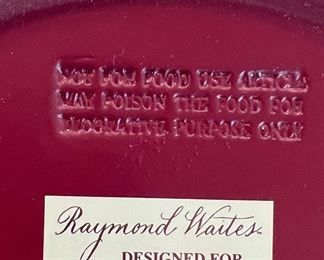 NOT FOR FOOD USE ARTICLE
MAY POISON THE FOOD FOR
DECORATIVE PURPOSE ONLY
Raymond Waites
DESIGNED FOR